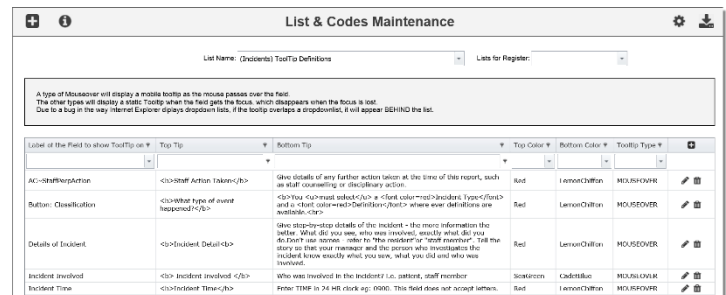 List & Codes Maintenance
List Name: (Incidents) ToolTip Definitions Lists for Register:
A type of Mouseover will display a mobile tooltip as the mouse passes over the field.
The other types will display a static Tooltip when the field gets the focus, which disappears when the focus is lost.
Due to a bug in the way Internet Explorer diplays dropdown lists, if the tooltip overlaps a dropdownlist, it will appear BEHIND the list.
Label of the Field to show ToolTip on Top Tip Bottom Tip Top Color Bottom Color Tooltip Type
AC-StaffPerpAction <b>Staff Action Taken</b> Give details of any further action taken at the time of this report, such
as staff counselling or disciplinary action. Red LemonChiffon MOUSEOVER
Button: Classification <b>What type of event
happened?</b> <b>You <u>must select</u> a <font color=red>Incident Type</font>
and a <font color=red>Definition</font> where ever definitions are
available.<hr> Red LemonChiffon MOUSEOVER
Details of Incident <b>Incident Detail<b> Give step-by-step details of the incident - the more information the
better. What did you see, who was involved, exactly what did you
do.Don't use names - refer to "the resident"or "staff member". Tell the
story so that your manager and the person who investigates the
incident know exactly what you saw, what you did and who was
involved. Red LemonChiffon MOUSEOVER
Incident Involved <b> Incident Involved </b> Who was involved in the incident? i.e. patient, staff member SeaGreen CadetBlue MOUSEOVER
Incident Time <b>Incident Time</b> Enter TIME in 24 HR clock eg: 0900. This field does not accept letters. Red LemonChiffon MOUSEOVER